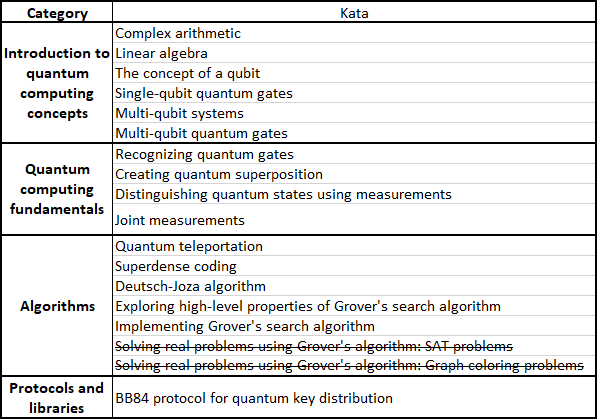 Category Kata
Introduction to quantum computing concepts
Complex arithmetic
Linear algebra
The concept of a qubit
Single-qubit quantum gates
Multi-qubit systems
Multi-qubit quantum gates
Quantum computing fundamentals
Recognizing quantum gates
Creating quantum superposition
Distinguishing quantum states using measurements
Joint measurements
Algorithms
Quantum teleportation
Superdense coding
Deutsch-Joza algorithm
Exploring high-level properties of Grover's search algorithm
Implementing Grover's search algorithm
Solving real problems using Grover's algorithm: SAT problems
Solving real problems using Grover's algorithm: Graph coloring problems
Protocols and libraries
BB84 protocol for quantum key distribution